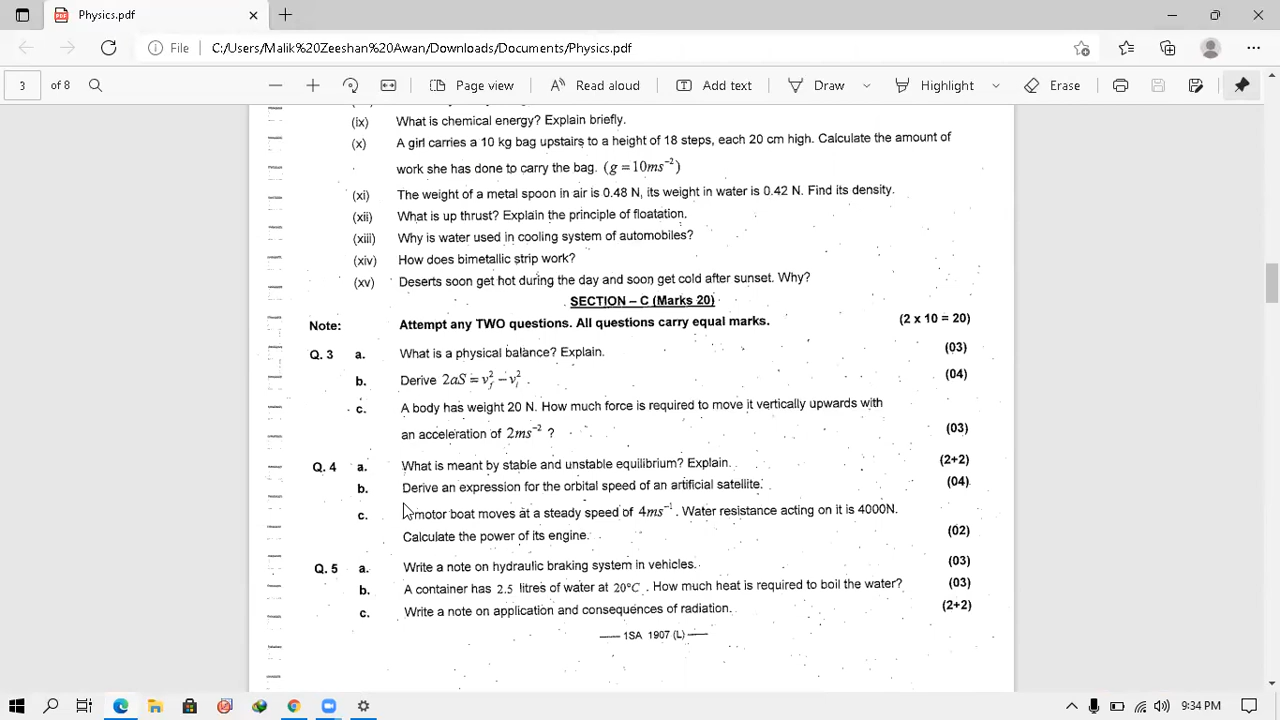 Physics.pdf
File C:/Users/Malik%20Zeeshan%20Awan/Downloads/Documents/Physics.pdf
3 of 8 Page view Read aloud Add text Draw Highlight Erase
(ix) What is chemical energy? Explain briefly.
(x) A girl carries a 10 kg bag upstairs to a height of 18 steps, each 20 cm high. Calculate the amount of
work she has done to carry the bag. (g = 10ms⁻²)
(xi) The weight of a metal spoon in air is 0.48 N, its weight in water is 0.42 N. Find its density.
(xii) What is up thrust? Explain the principle of floatation.
(xiii) Why is water used in cooling system of automobiles?
(xiv) How does bimetallic strip work?
(xv) Deserts soon get hot in the day and soon get cold after sunset. Why?
SECTION – C (Marks 20)
Note: Attempt any TWO questions. All questions carry equal marks. (2 x 10 = 20)
Q. 3 a. What is physical balance? Explain. (03)
b. Derive 2aS = v² – v² (04)
c. A body has weight 20 N. How much force is required to move it vertically upwards with
an acceleration of 2ms⁻² ? (03)
Q. 4 a. What is meant by stable and unstable equilibrium? Explain. (2+2)
b. Derive an expression for the orbital speed of an artificial satellite. (04)
c. motor boat moves at a steady speed of 4ms⁻¹. Water resistance acting on it is 4000N.
Calculate the power of its engine. (02)
Q. 5 a. Write a note on hydraulic braking system in vehicles. (03)
b. A container has 2.5 liters of water at C. How much heat is required to boil the water? (03)
c. Write a note on application and consequences of radiation. (2+2)
1SA 1907 (L)
9:34 PM